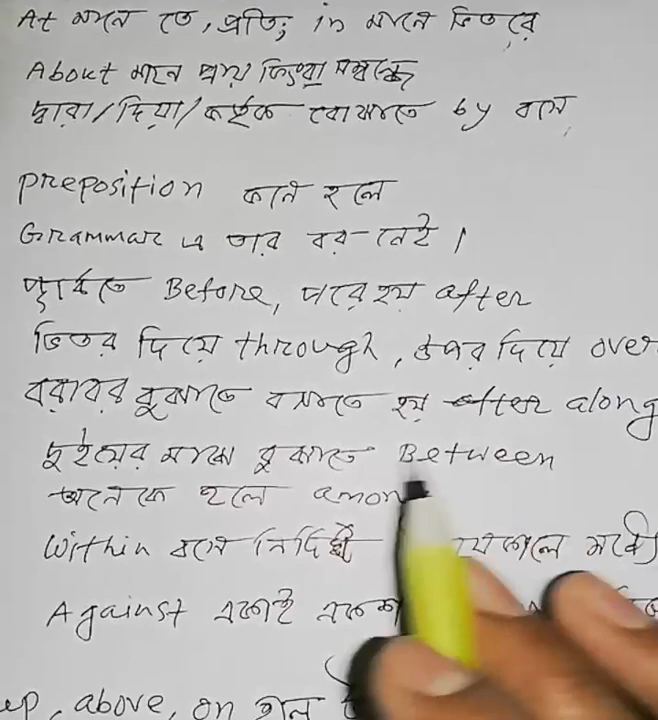 At মানে তে, প্রতি; in মানে ভিতরে
About মানে প্রায় কিংবা সম্বন্ধে
দ্বারা/দিয়া/কর্তৃক বোঝাতে by বসে,
preposition কানা হলে
Grammar এ তার বর নেই।
পূর্বেতে Before, পরে হয় after
ভিতর দিয়ে through, উপর দিয়ে over
বরাবর বুঝাতে বসাতে হয় along
দুইয়ের মাঝে বুঝাতে Between
অনেকে হলে amon
Within বসে নির্দিষ্ট মধ্যে
Against
up, above, on